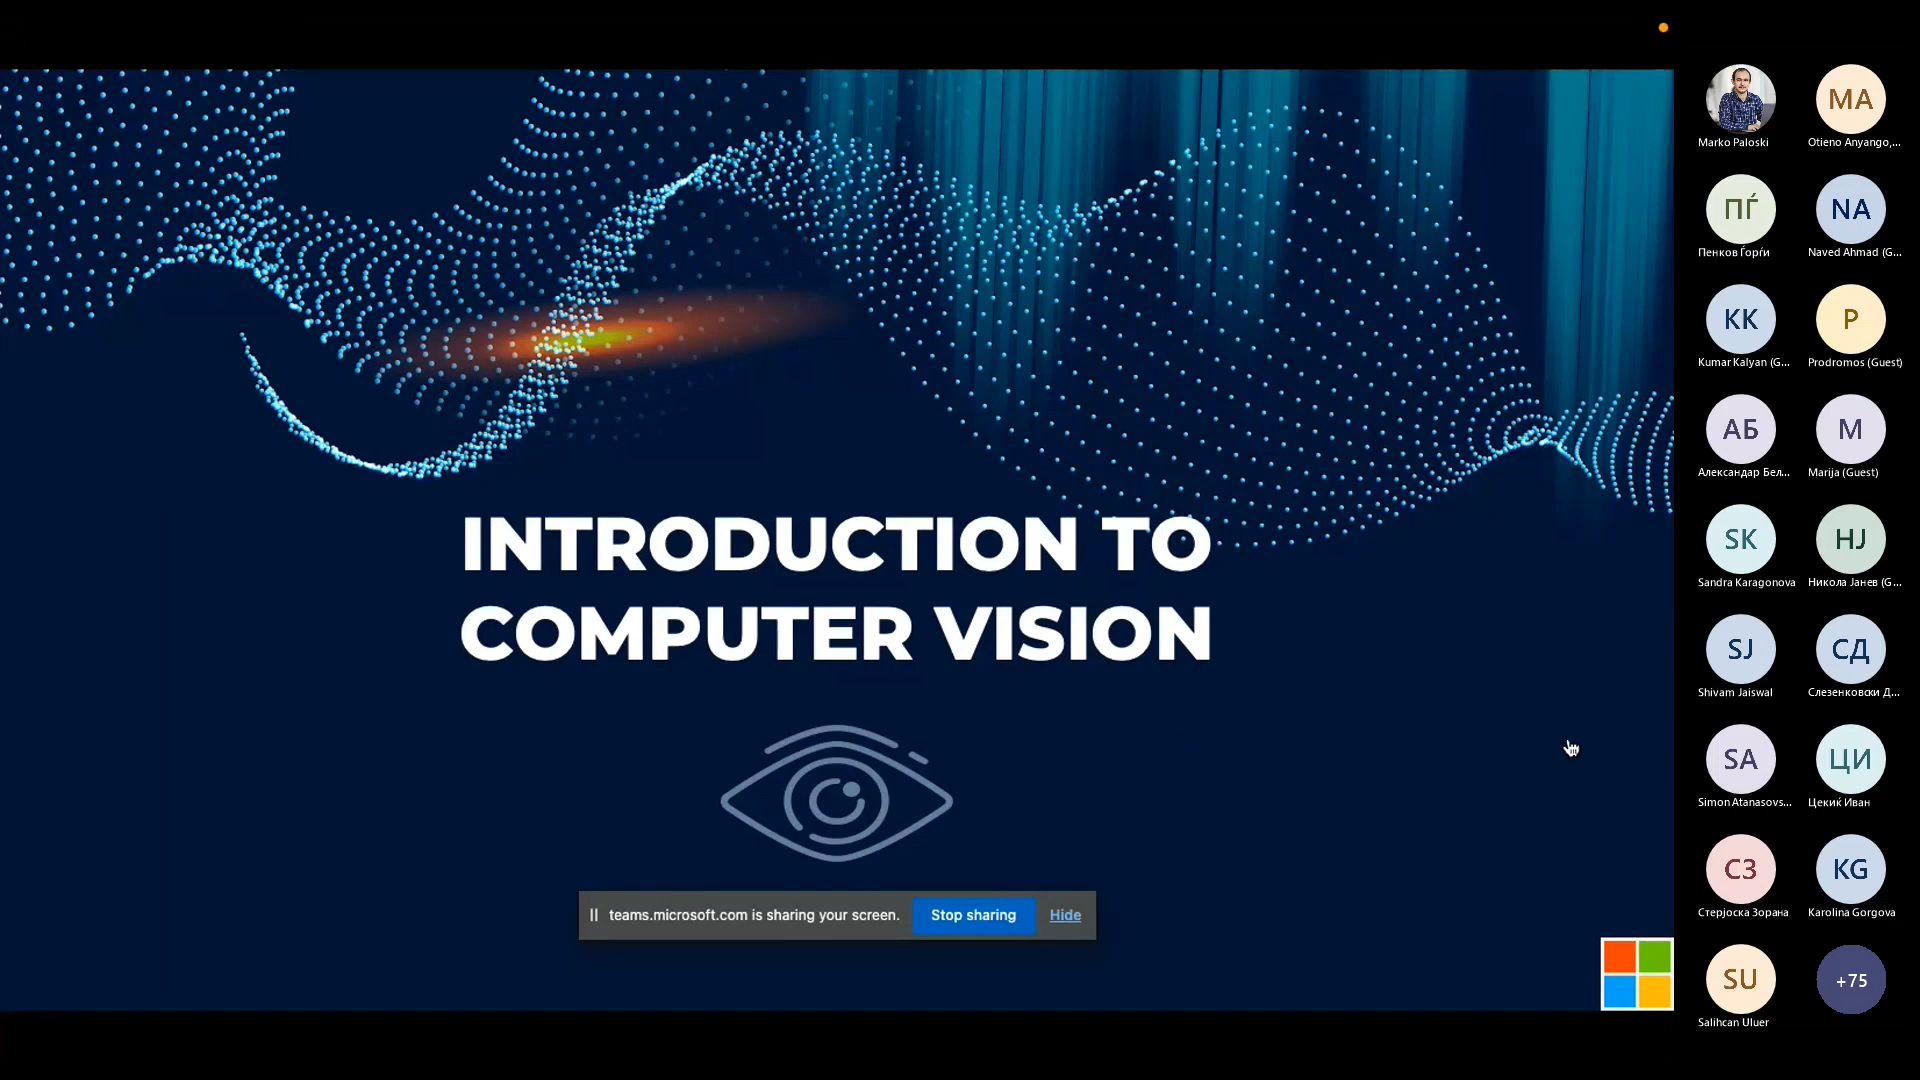 INTRODUCTION TO
COMPUTER VISION
teams.microsoft.com is sharing your screen. Stop sharing Hide
Marko Paloski
MA
Otieno Anyango,...
ПЃ
Пенков Ѓорѓи
NA
Naved Ahmad (G...
KK
Kumar Kalyan (G...
P
Prodromos (Guest)
АБ
Александар Бел...
M
Marija (Guest)
SK
Sandra Karagonova
НЈ
Никола Јанев (G...
SJ
Shivam Jaiswal
СД
Слезенковски Д...
SA
Simon Atanasovs...
ЦИ
Цекиќ Иван
СЗ
Стерјоска Зорана
KG
Karolina Gorgova
SU
Salihcan Uluer
+75